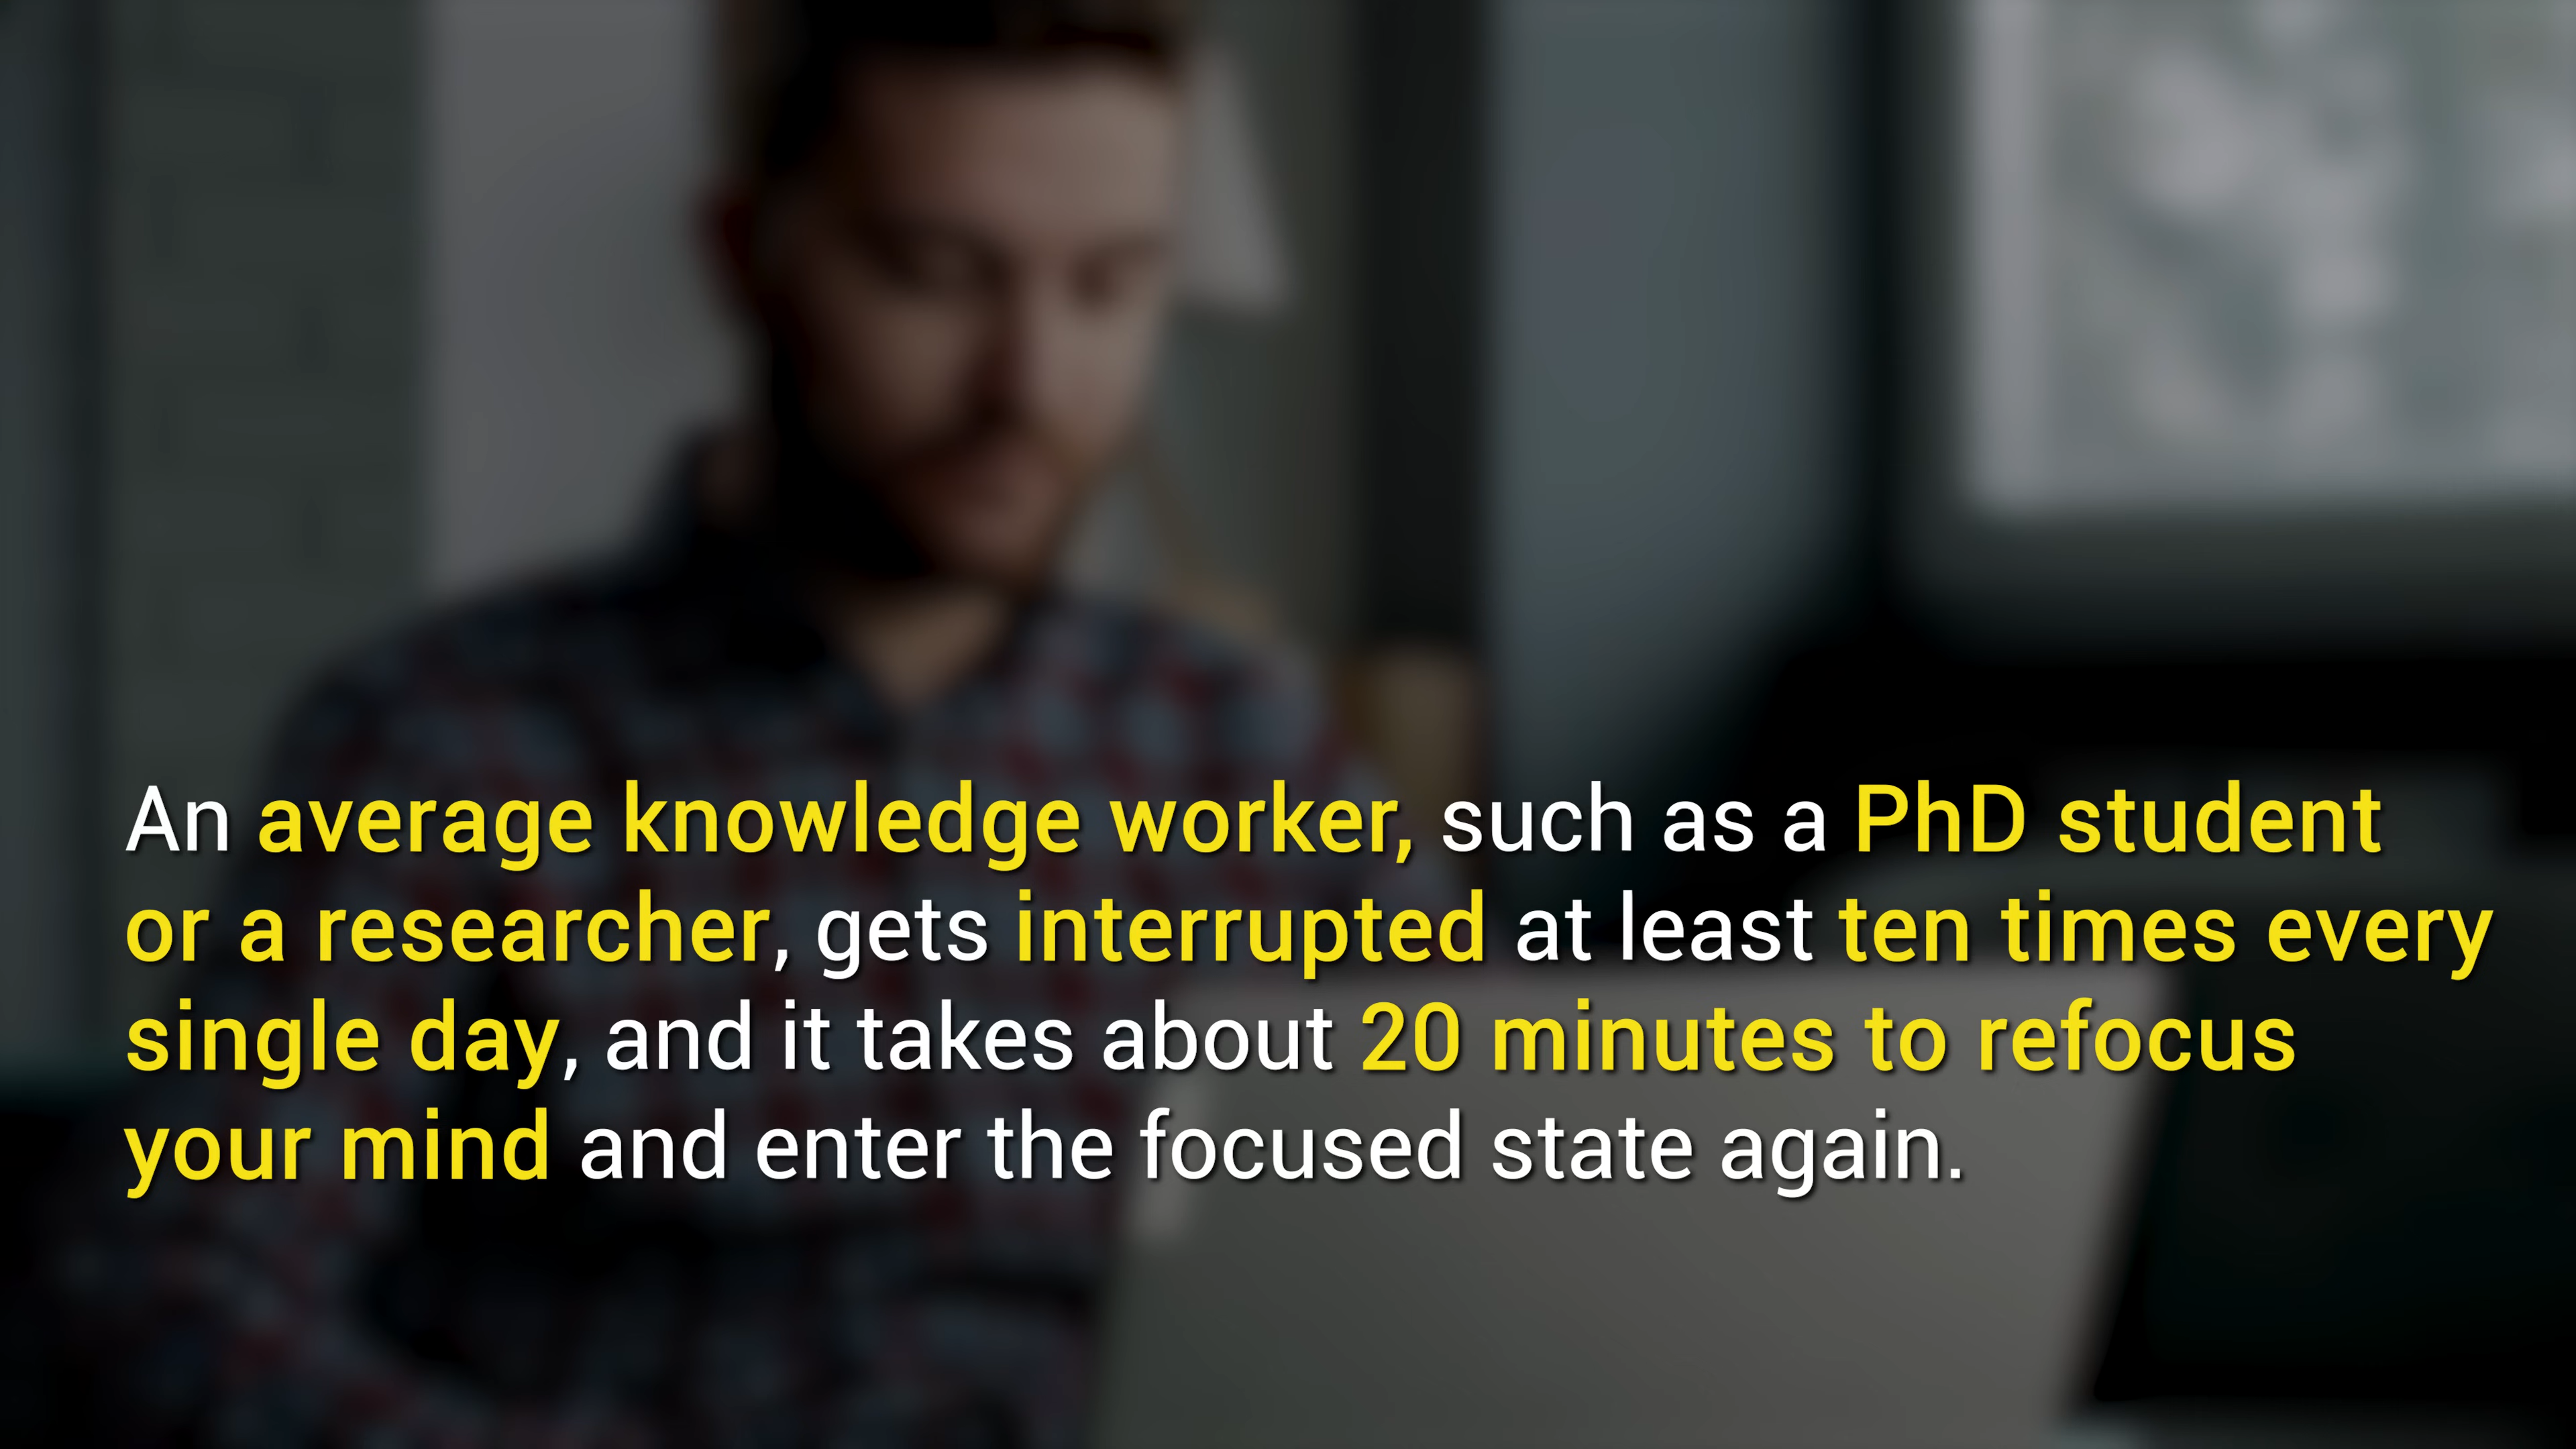 An average knowledge worker, such as a PhD student
or a researcher, gets interrupted at least ten times every
single day, and it takes about 20 minutes to refocus
your mind and enter the focused state again.